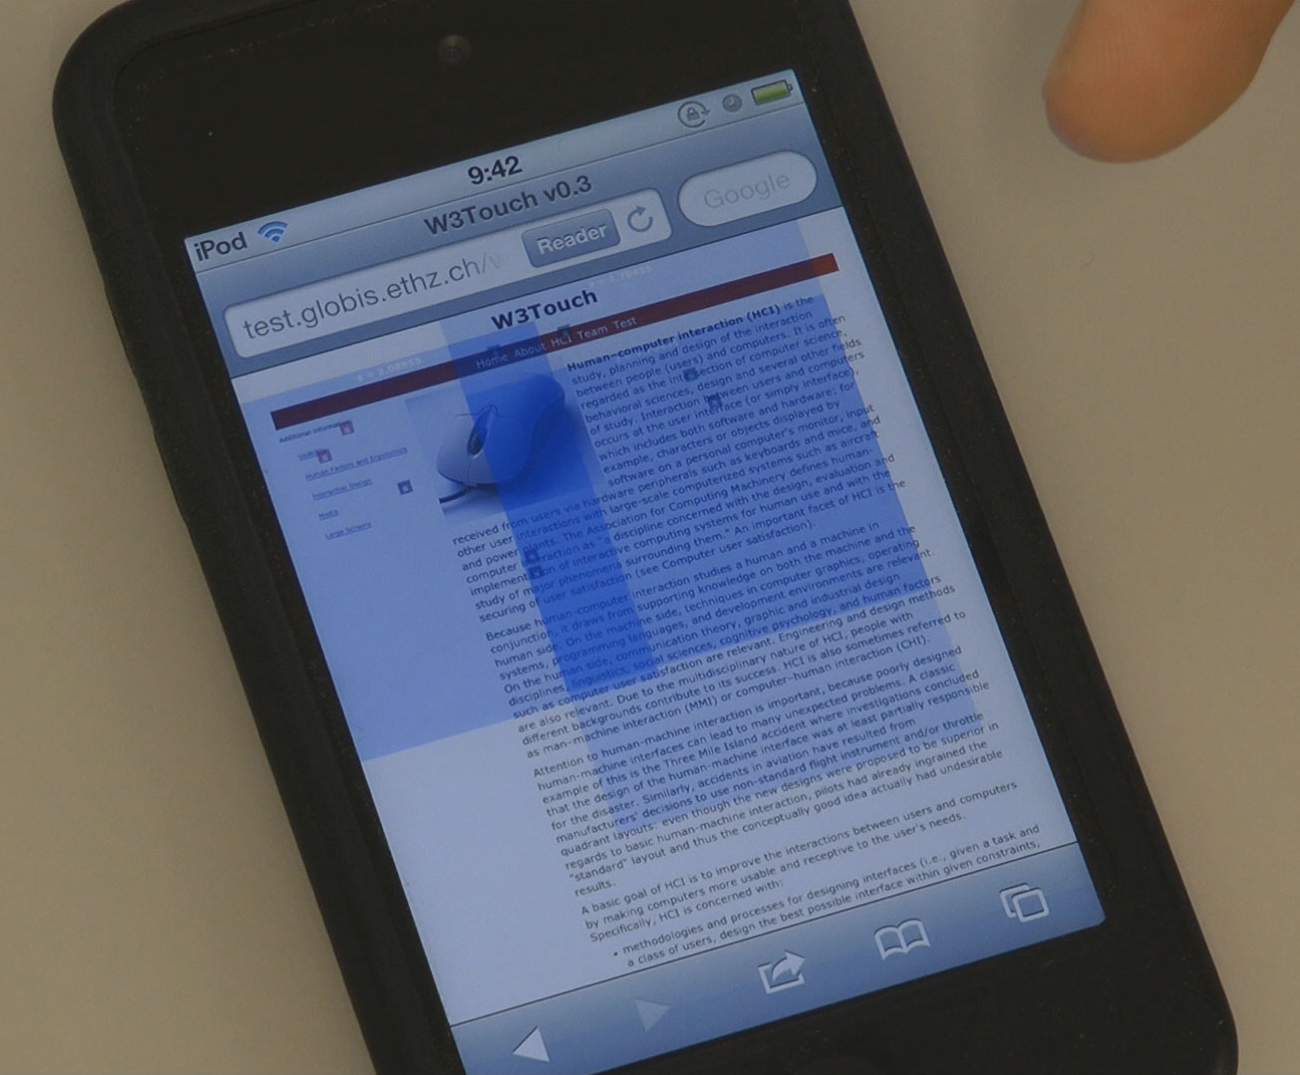 iPod
9:42
W3Touch v0.3
test.globis.ethz.ch/
Reader
Google
W3Touch
Home About HCI Team Test
Additional information
Human Factors and Ergonomics
Interaction Design
Media
Large Screens
Human-computer interaction (HCI) is the
study, planning and design of the interaction
between people (users) and computers. It is often
regarded as the intersection of computer science,
behavioral sciences, design and several other fields
of study. Interaction between users and computers
occurs at the user interface (or simply interface),
which includes both software and hardware; for
example, characters or objects displayed by
software on a personal computer's monitor, input
received from users via hardware peripherals such as keyboards and mice, and
other user interactions with large-scale computerized systems such as aircraft
and power plants. The Association for Computing Machinery defines human-
computer interaction as "a discipline concerned with the design, evaluation and
implementation of interactive computing systems for human use and with the
study of major phenomena surrounding them." An important facet of HCI is the
securing of user satisfaction (see Computer user satisfaction).
Because human-computer interaction studies a human and a machine in
conjunction, it draws from supporting knowledge on both the machine and the
human side. On the machine side, techniques in computer graphics, operating
systems, programming languages, and development environments are relevant.
On the human side, communication theory, graphic and industrial design
disciplines, linguistics, social sciences, cognitive psychology, and human factors
such as computer user satisfaction are relevant. Engineering and design methods
are also relevant. Due to the multidisciplinary nature of HCI, people with
different backgrounds contribute to its success. HCI is also sometimes referred to
as man-machine interaction (MMI) or computer-human interaction (CHI).
Attention to human-machine interaction is important, because poorly designed
human-machine interfaces can lead to many unexpected problems. A classic
example of this is the Three Mile Island accident where investigations concluded
that the design of the human-machine interface was at least partially responsible
for the disaster. Similarly, accidents in aviation have resulted from
manufacturers' decisions to use non-standard flight instrument and/or throttle
quadrant layouts: even though the new designs were proposed to be superior in
regards to basic human-machine interaction, pilots had already ingrained the
"standard" layout and thus the conceptually good idea actually had undesirable
results.
A basic goal of HCI is to improve the interactions between users and computers
by making computers more usable and receptive to the user's needs.
Specifically, HCI is concerned with:
• methodologies and processes for designing interfaces (i.e., given a task and
a class of users, design the best possible interface within given constraints,